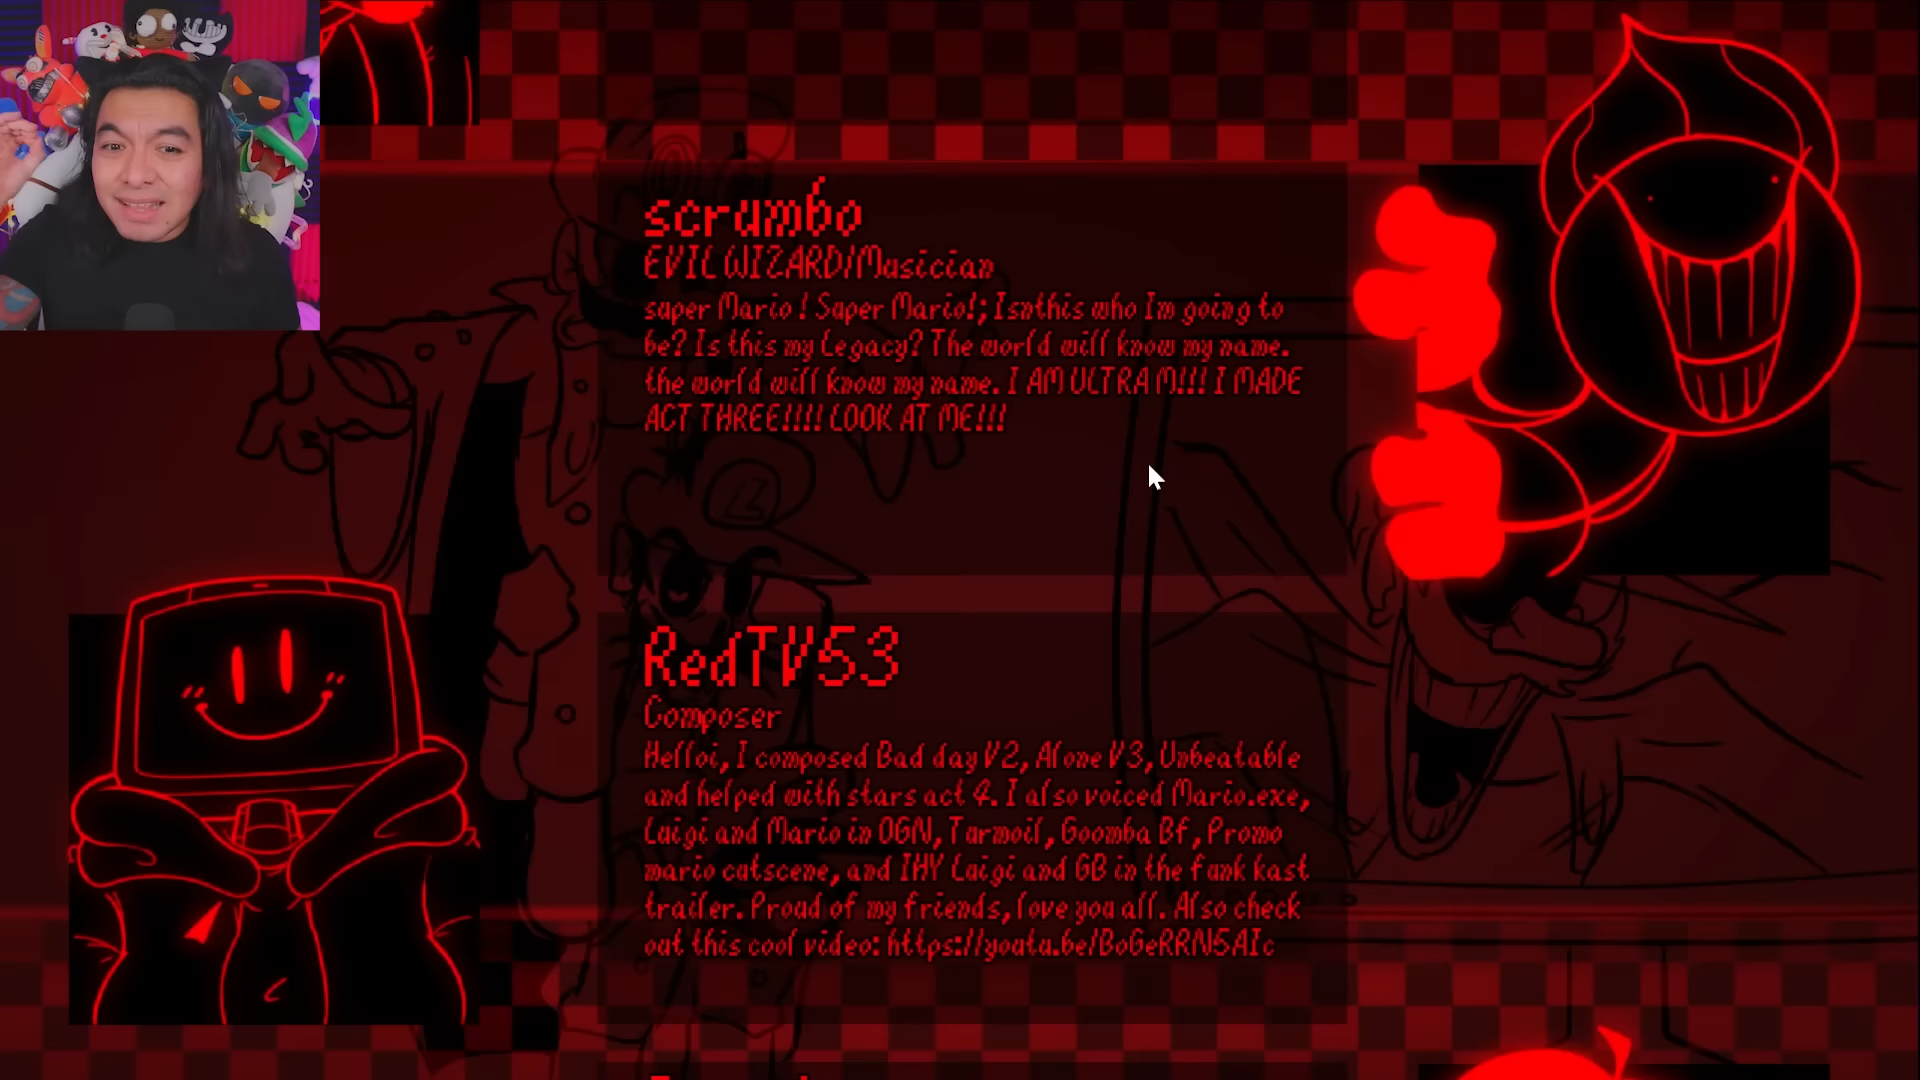 scrumbo
EVIL WIZARD/Musician
super Mario ! Super Mario!; Isnthis who Im going to
be? Is this my Legacy? The world will know my name.
the world will know my name. I AM ULTRA M!!! I MADE
ACT THREE!!!! LOOK AT ME!!!
RedTV53
Composer
Helloi, I composed Bad day V2, Alone V3, Unbeatable
and helped with stars act 4. I also voiced Mario.exe,
Luigi and Mario in OGN, Turmoil, Goomba Bf, Promo
mario cutscene, and IHY Luigi and GB in the funk kast
trailer. Proud of my friends, love you all. Also check
out this cool video: https://youtu.be/BoGeRRN5AIc